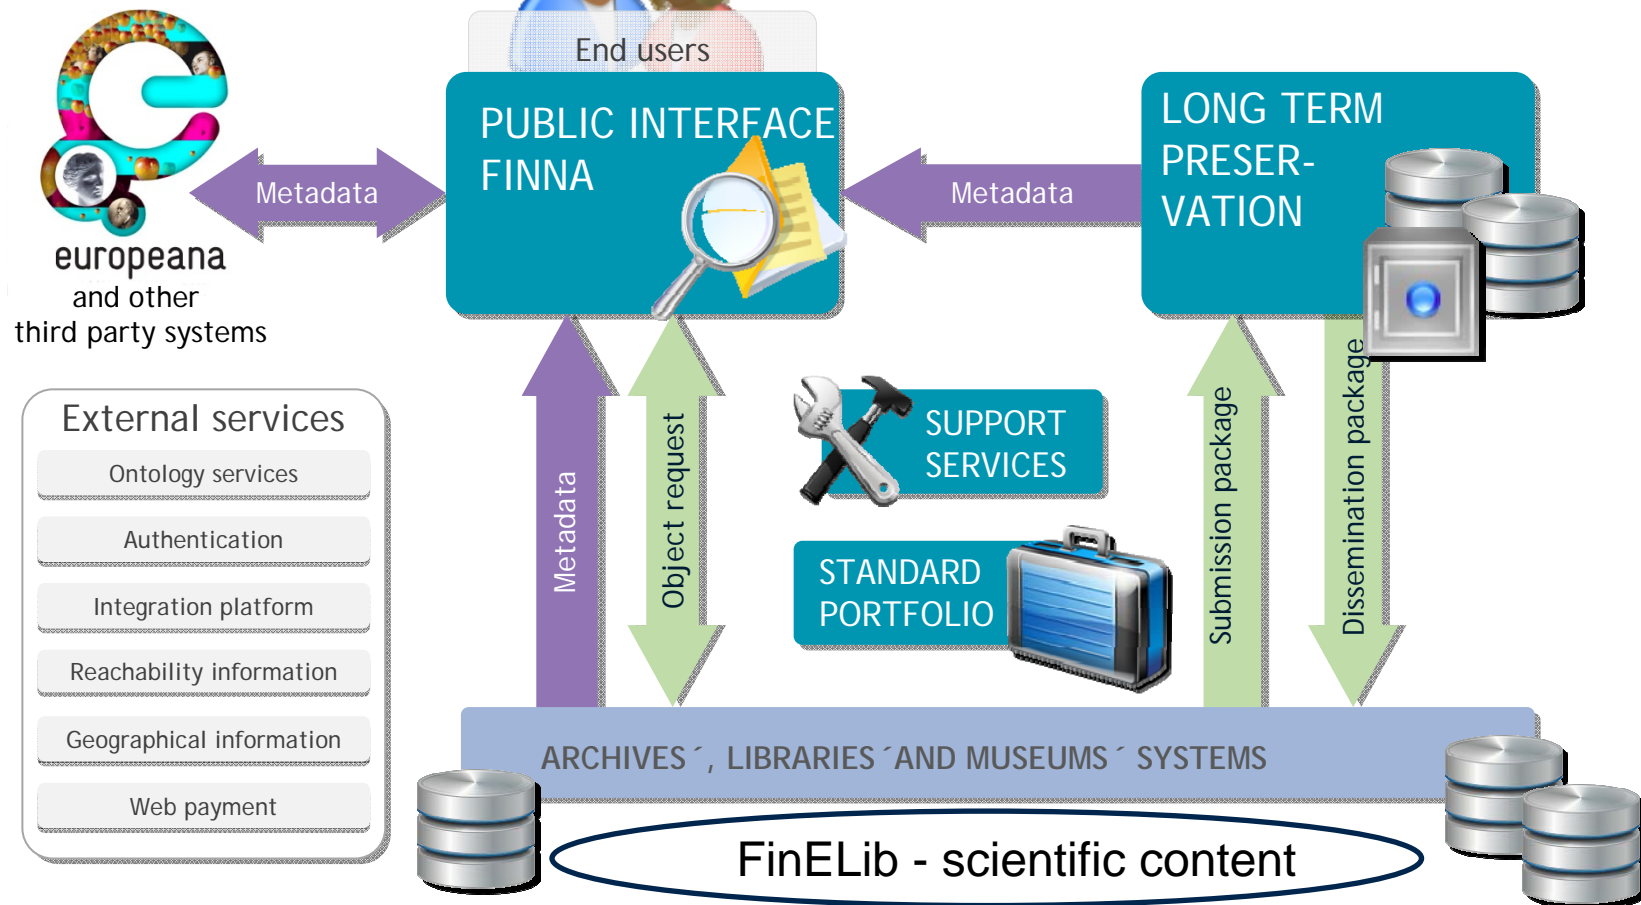 End users
PUBLIC INTERFACE
FINNA
LONG TERM
PRESER-
VATION
Metadata
Metadata
europeana
and other
third party systems
External services
Ontology services
Authentication
Integration platform
Reachability information
Geographical information
Web payment
Metadata
Object request
SUPPORT
SERVICES
STANDARD
PORTFOLIO
Submission package
Dissemination package
ARCHIVES´, LIBRARIES´AND MUSEUMS´ SYSTEMS
FinELib - scientific content